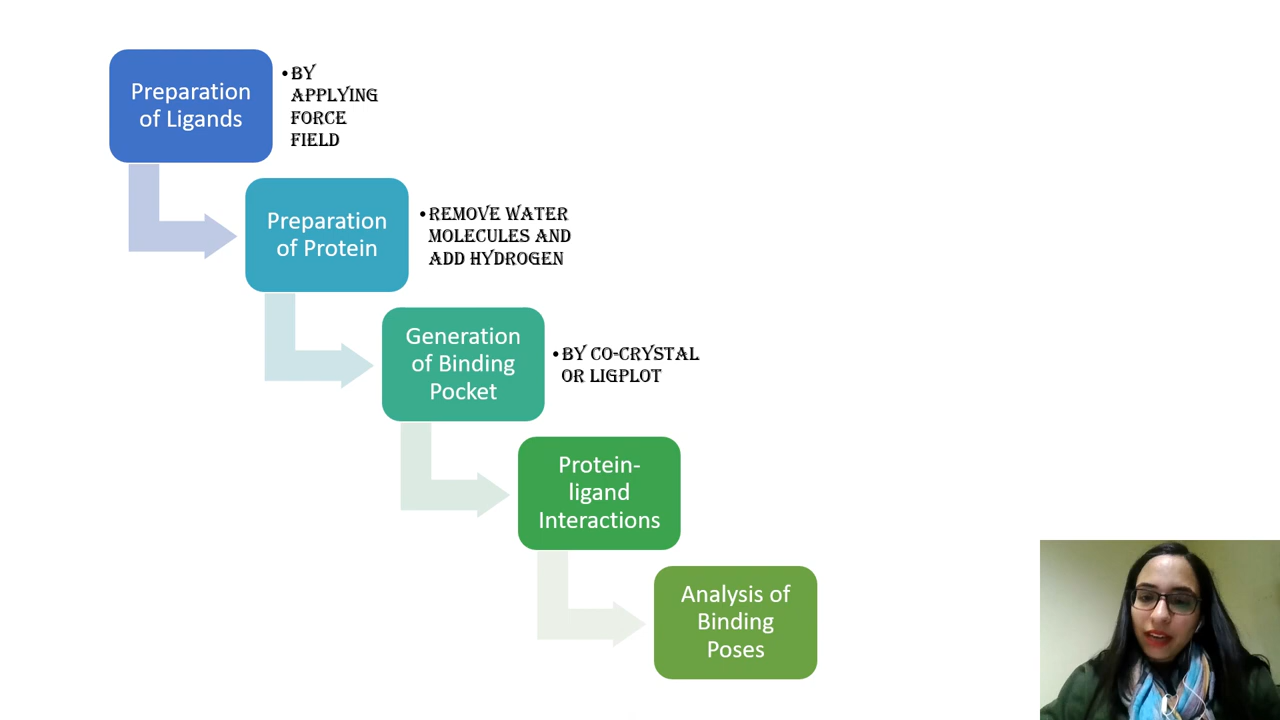 Preparation
of Ligands
• BY
APPLYING
FORCE
FIELD
Preparation
of Protein
• REMOVE WATER
MOLECULES AND
ADD HYDROGEN
Generation
of Binding
Pocket
• BY CO-CRYSTAL
OR LIGPLOT
Protein-
ligand
Interactions
Analysis of
Binding
Poses